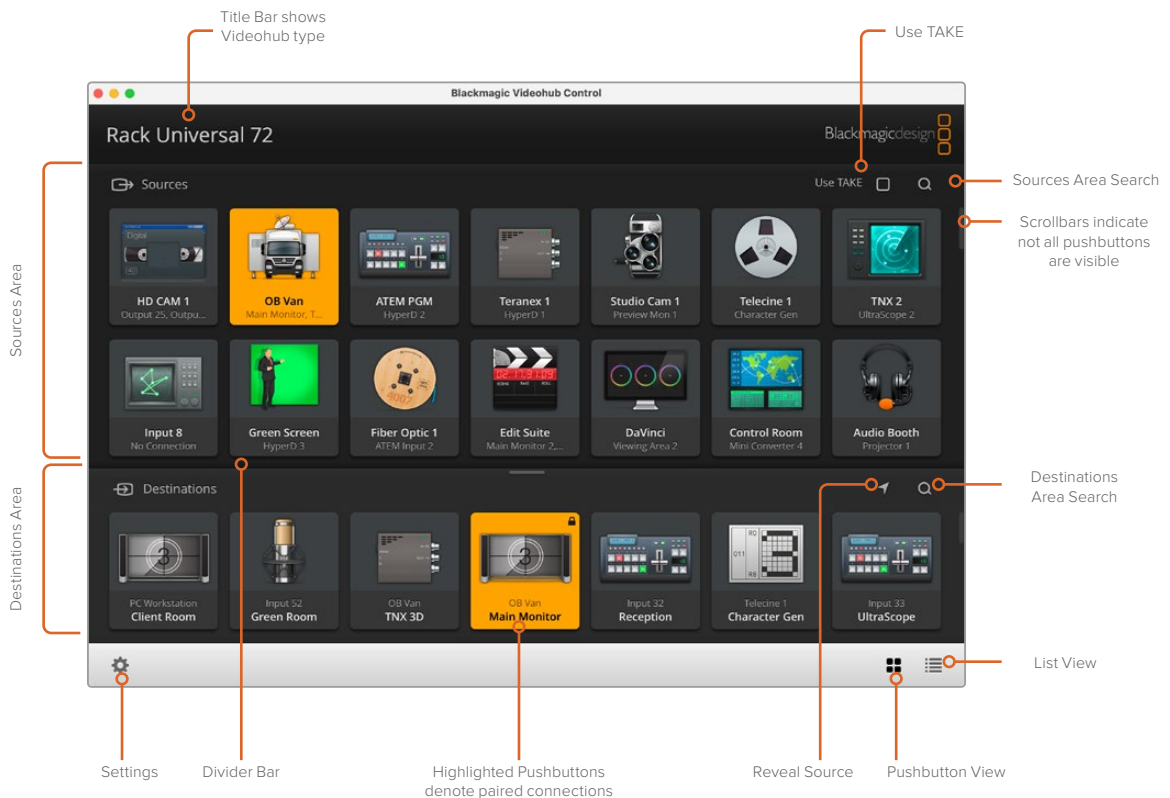 Title Bar shows
Videohub type
Use TAKE
Blackmagic Videohub Control
Rack Universal 72
Blackmagicdesign
Sources
Use TAKE
Sources Area Search
Scrollbars indicate
not all pushbuttons
are visible
Sources Area
Digital
HD CAM 1
Output 25, Outpu...
OB Van
Main Monitor, T...
ATEM PGM
HyperD 2
Teranex 1
HyperD 1
Studio Cam 1
Preview Mon 1
Telecine 1
Character Gen
TNX 2
UltraScope 2
4007
Input 8
No Connection
Green Screen
HyperD 3
Fiber Optic 1
ATEM Input 2
Edit Suite
Main Monitor 2,...
DaVinci
Viewing Area 2
Control Room
Mini Converter 4
Audio Booth
Projector 1
Destinations Area
Destinations
Destinations
Area Search
3
3
RQ
Q11
RB
PC Workstation
Client Room
Input 52
Green Room
OB Van
TNX 3D
OB Van
Main Monitor
Input 32
Reception
Telecine 1
Character Gen
Input 33
UltraScope
List View
Settings
Divider Bar
Highlighted Pushbuttons
denote paired connections
Reveal Source
Pushbutton View